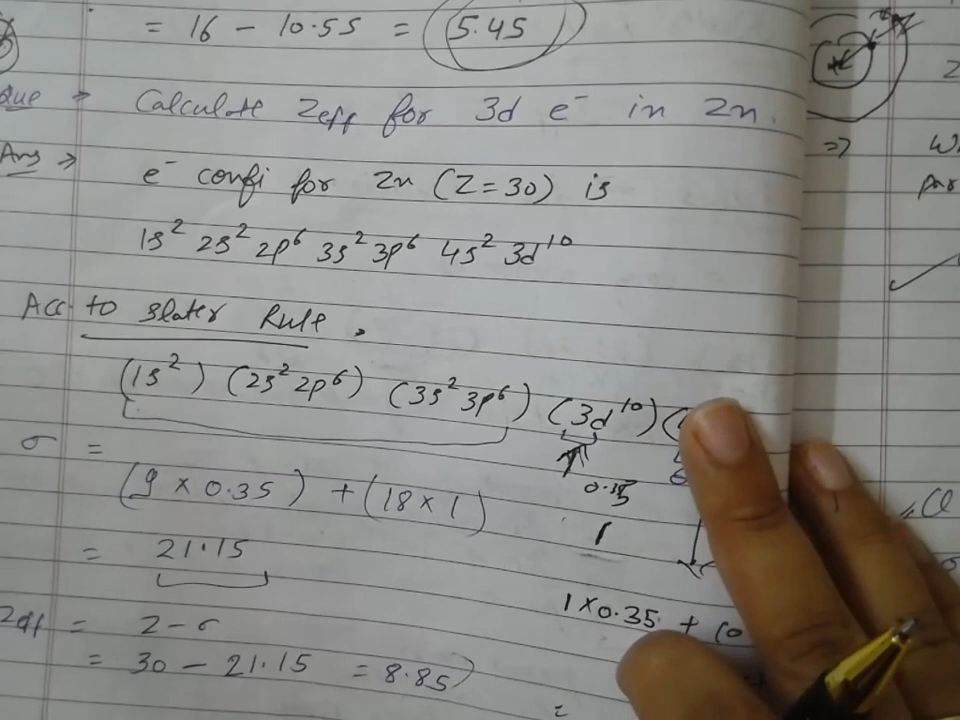 = 16 - 10.55 = 5.45
Que ⇒ Calculate Zeff for 3d e⁻ in Zn.
Ans ⇒ e⁻ confi for Zn (Z=30) is
1s² 2s² 2p⁶ 3s² 3p⁶ 4s² 3d¹⁰
Acc. to Slater Rule.
(1s²) (2s² 2p⁶) (3s² 3p⁶) (3d¹⁰) (
σ =
0.35
(9 × 0.35) + (18 × 1)
1
= 21.15
1×0.35 + 10
Zeff = Z - σ
= 30 - 21.15 = 8.85
=
⇒
Cl